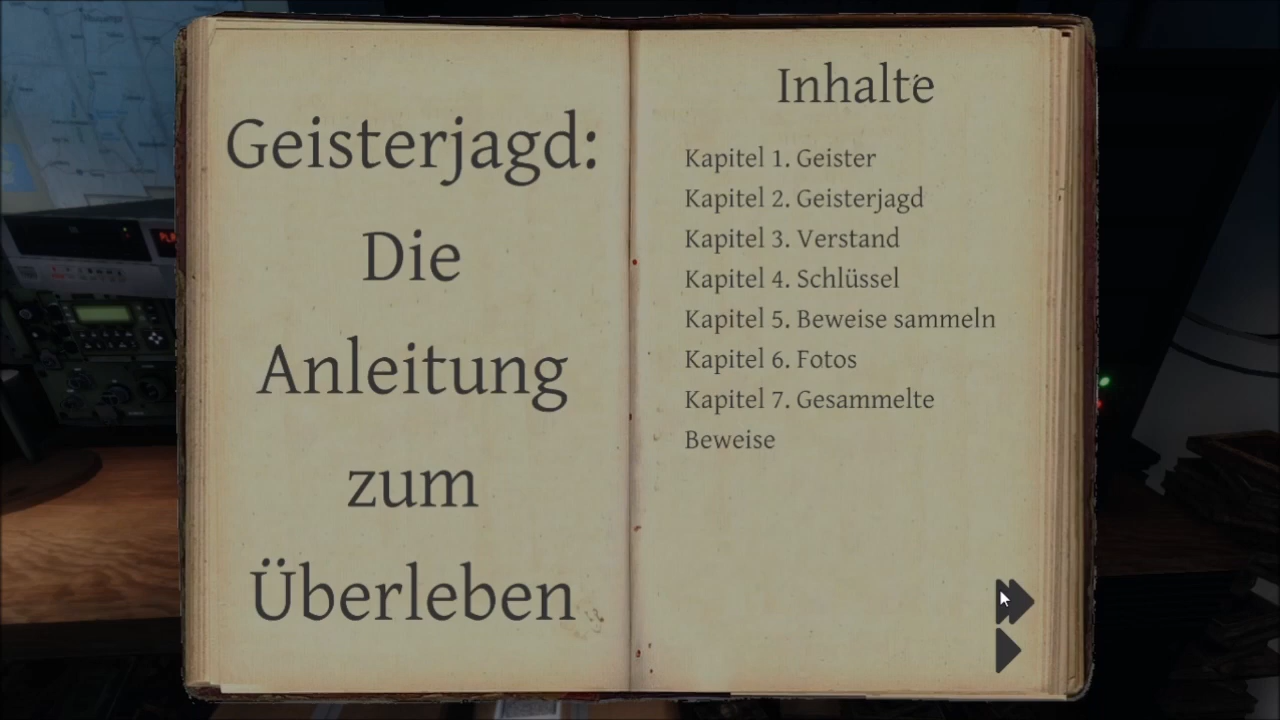 Geisterjagd:
Die
Anleitung
zum
Überleben
Inhalte
Kapitel 1. Geister
Kapitel 2. Geisterjagd
Kapitel 3. Verstand
Kapitel 4. Schlüssel
Kapitel 5. Beweise sammeln
Kapitel 6. Fotos
Kapitel 7. Gesammelte
Beweise